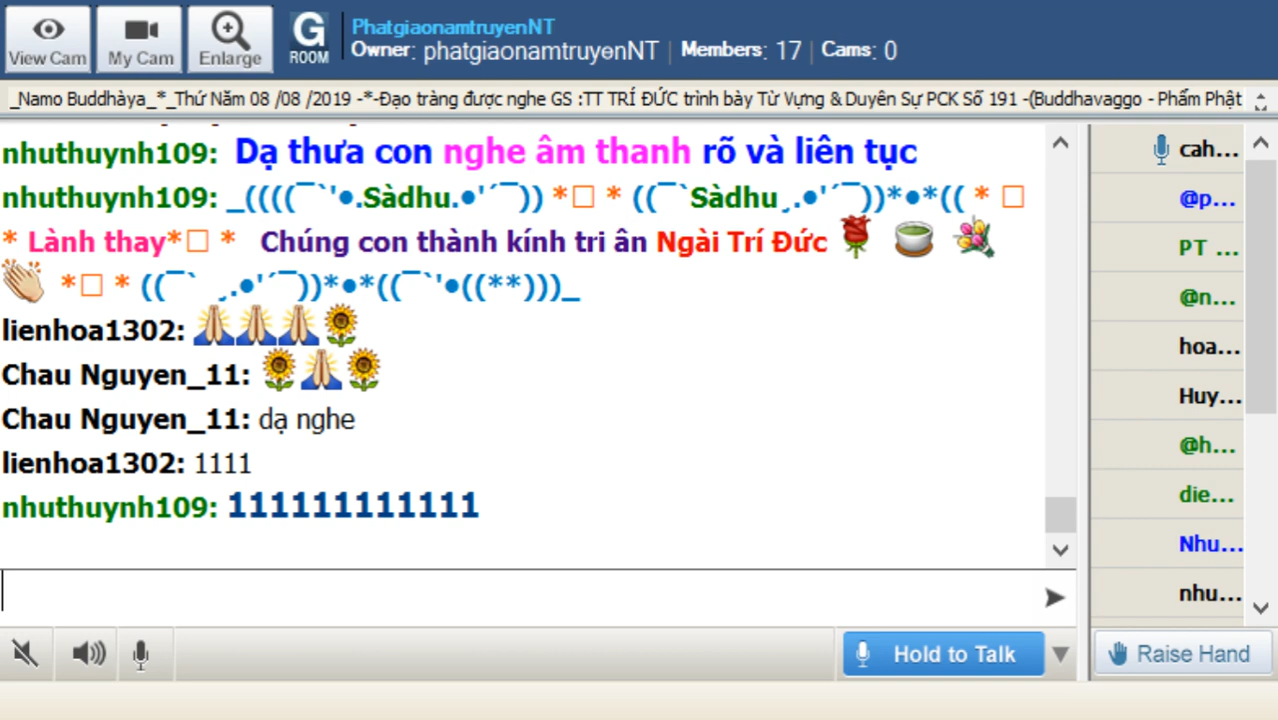 View Cam
My Cam
Enlarge
G ROOM
PhatgiaonamtruyenNT
Owner: phatgiaonamtruyenNT | Members: 17 | Cams: 0
_Namo Buddhàya_*_Thứ Năm 08 /08 /2019 -*-Đạo tràng được nghe GS :TT TRÍ ĐỨC trình bày Từ Vựng & Duyên Sự PCK Số 191 -(Buddhavaggo - Phẩm Phật
nhuthuynh109: Dạ thưa con nghe âm thanh rõ và liên tục
nhuthuynh109: _((((¯`'•.Sàdhu.•'´¯)) *□ * ((¯`Sàdhu¸.•'´¯))*•*(( * □
* Lành thay*□ * Chúng con thành kính tri ân Ngài Trí Đức 🌹 🍵 💐
👏 *□ * ((¯` ¸.•'´¯))*•*((¯`'•((**)))_
lienhoa1302: 🙏🙏🙏🌻
Chau Nguyen_11: 🌻🙏🌻
Chau Nguyen_11: dạ nghe
lienhoa1302: 1111
nhuthuynh109: 111111111111
cah...
@p...
PT ...
@n...
hoa...
Huy...
@h...
die...
Nhu...
nhu...
Hold to Talk
Raise Hand